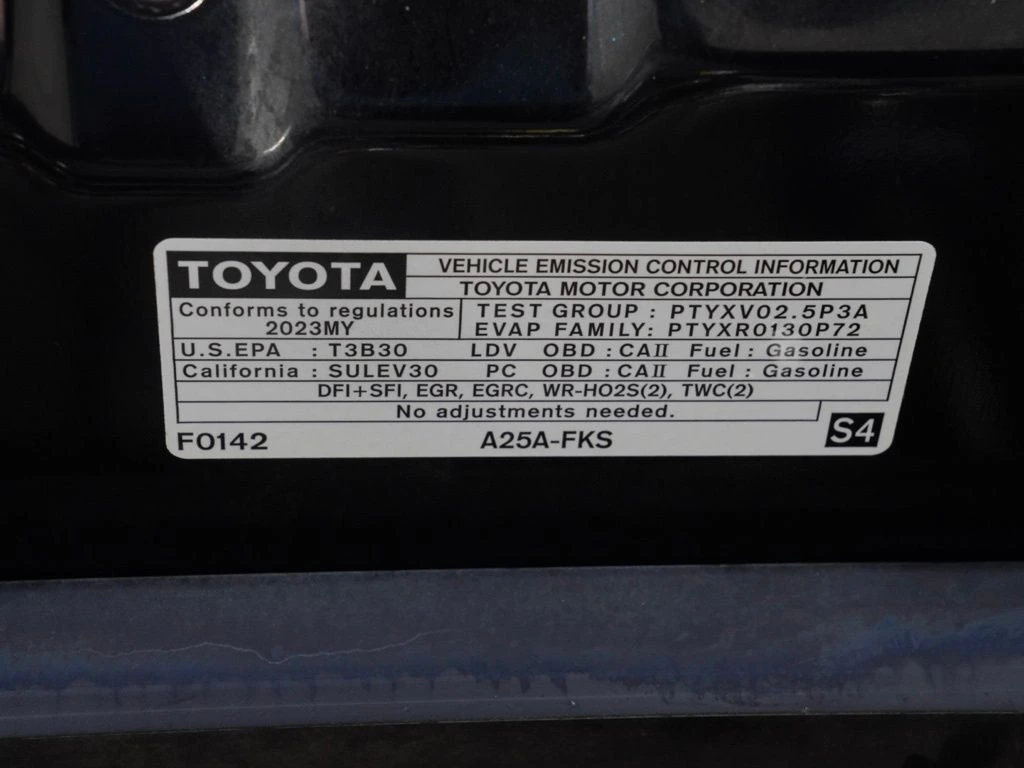 TOYOTA VEHICLE EMISSION CONTROL INFORMATION
TOYOTA MOTOR CORPORATION
Conforms to regulations TEST GROUP : PTYXV02.5P3A
2023MY EVAP FAMILY: PTYXR0130P72
U.S.EPA : T3B30 LDV OBD : CAII Fuel : Gasoline
California : SULEV30 PC OBD : CAII Fuel : Gasoline
DFI+SFI, EGR, EGRC, WR-HO2S(2), TWC(2)
No adjustments needed.
F0142 A25A-FKS S4